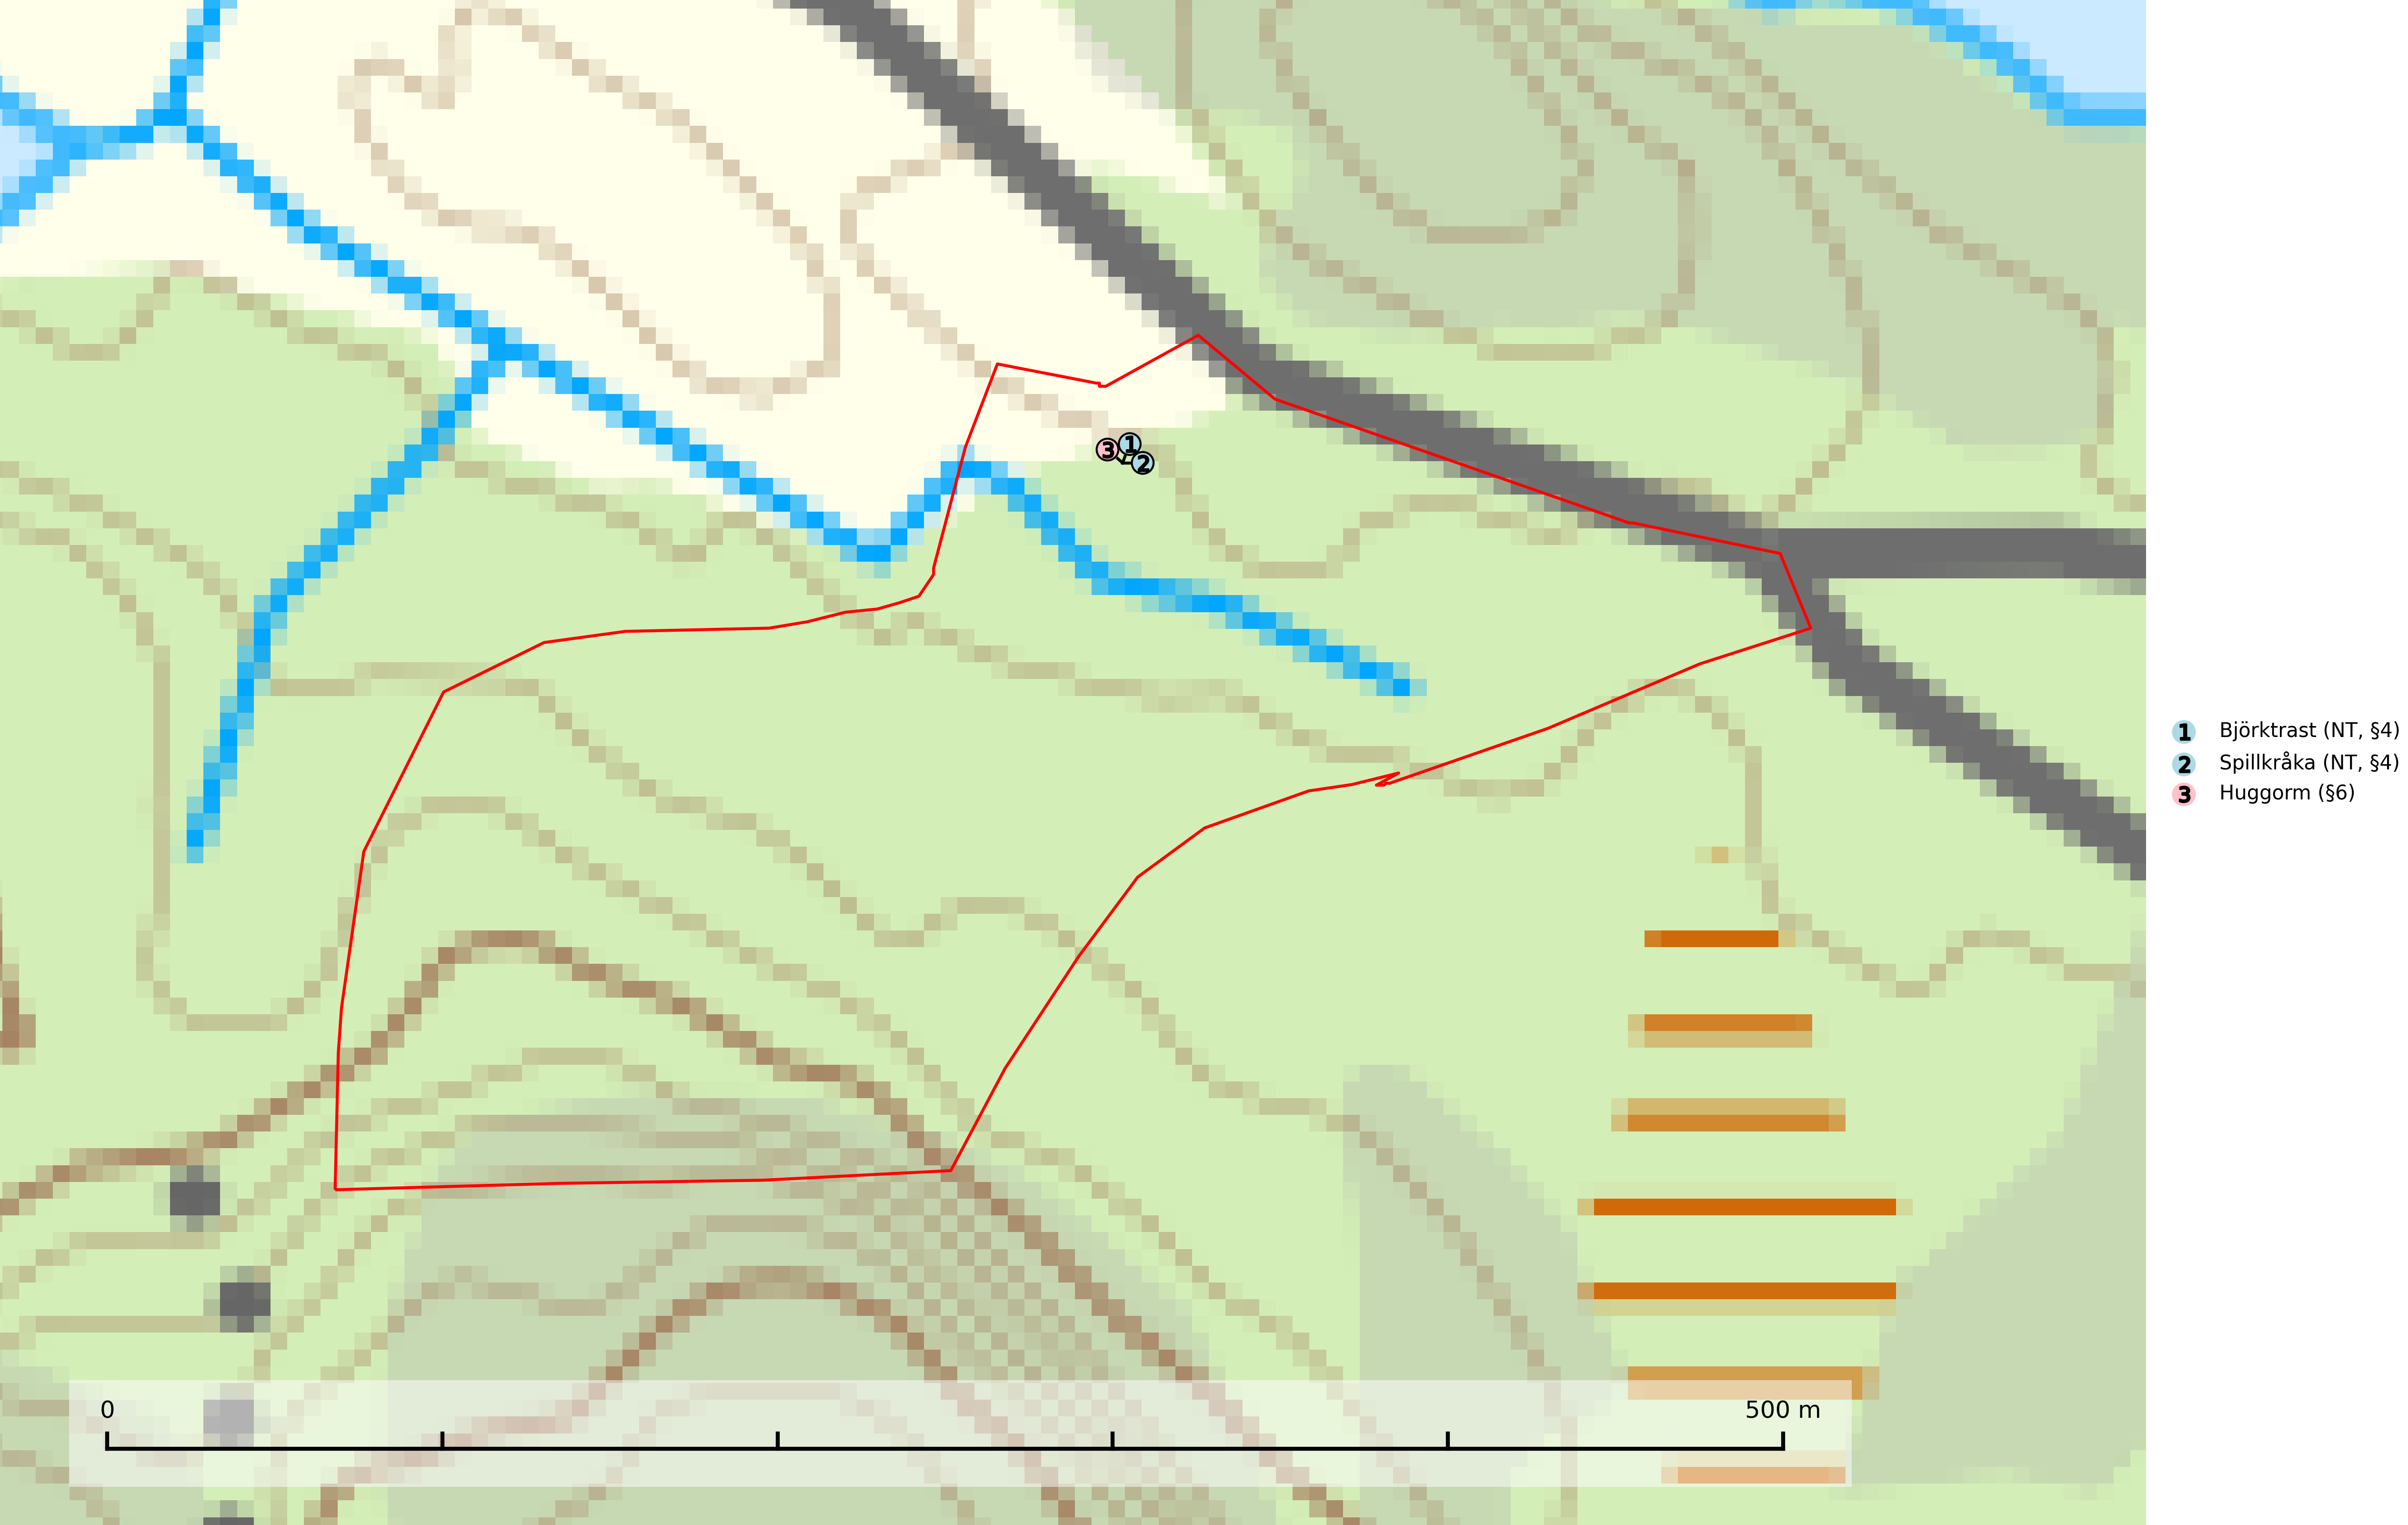 1
3
2
1 Björktrast (NT, §4)
2 Spillkråka (NT, §4)
3 Huggorm (§6)
0 500 m